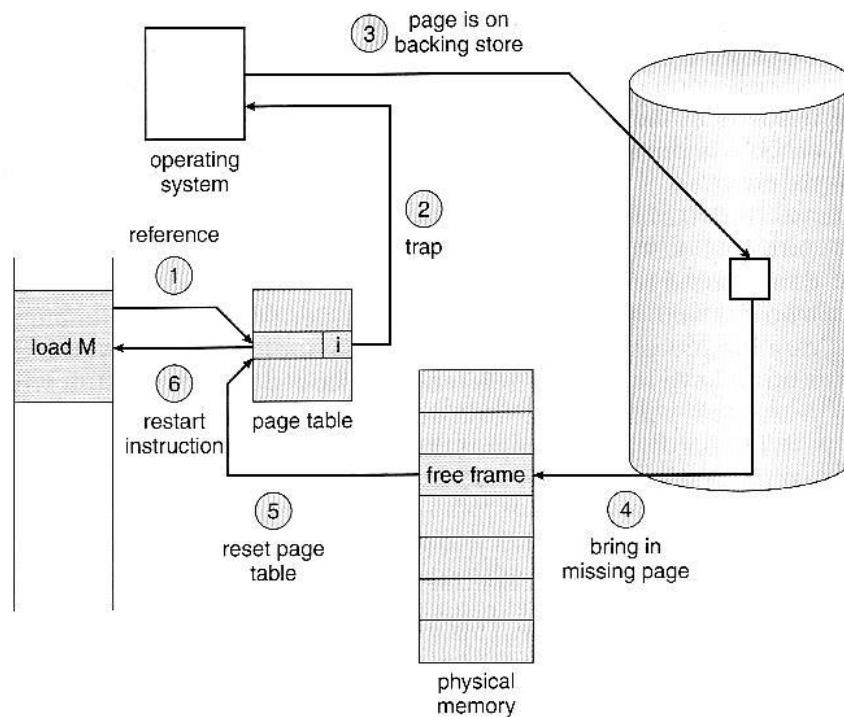 3
page is on
backing store
operating
system
2
trap
reference
1
load M
i
6
restart
instruction
page table
free frame
5
reset page
table
4
bring in
missing page
physical
memory